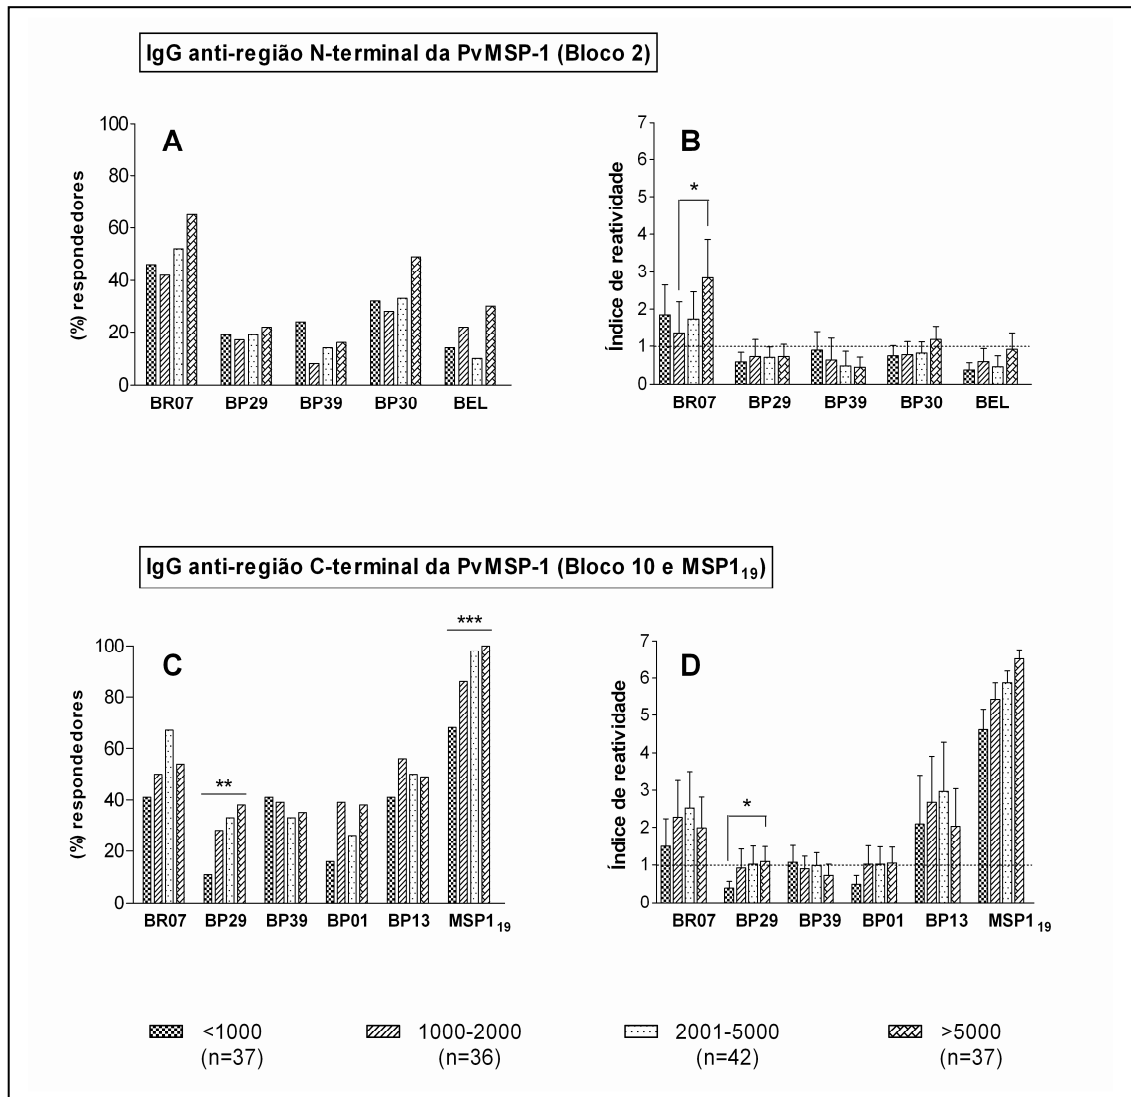 IgG anti-região N-terminal da PvMSP-1 (Bloco 2)
A
(%) respondedores
100
80
60
40
20
0
BR07 BP29 BP39 BP30 BEL
B
Índice de reatividade
7
6
5
4
3
2
1
0
*
BR07 BP29 BP39 BP30 BEL
IgG anti-região C-terminal da PvMSP-1 (Bloco 10 e MSP1₁₉)
C
(%) respondedores
100
80
60
40
20
0
**
***
BR07 BP29 BP39 BP01 BP13 MSP1₁₉
D
Índice de reatividade
7
6
5
4
3
2
1
0
*
BR07 BP29 BP39 BP01 BP13 MSP1₁₉
<1000 1000-2000 2001-5000 >5000
(n=37) (n=36) (n=42) (n=37)